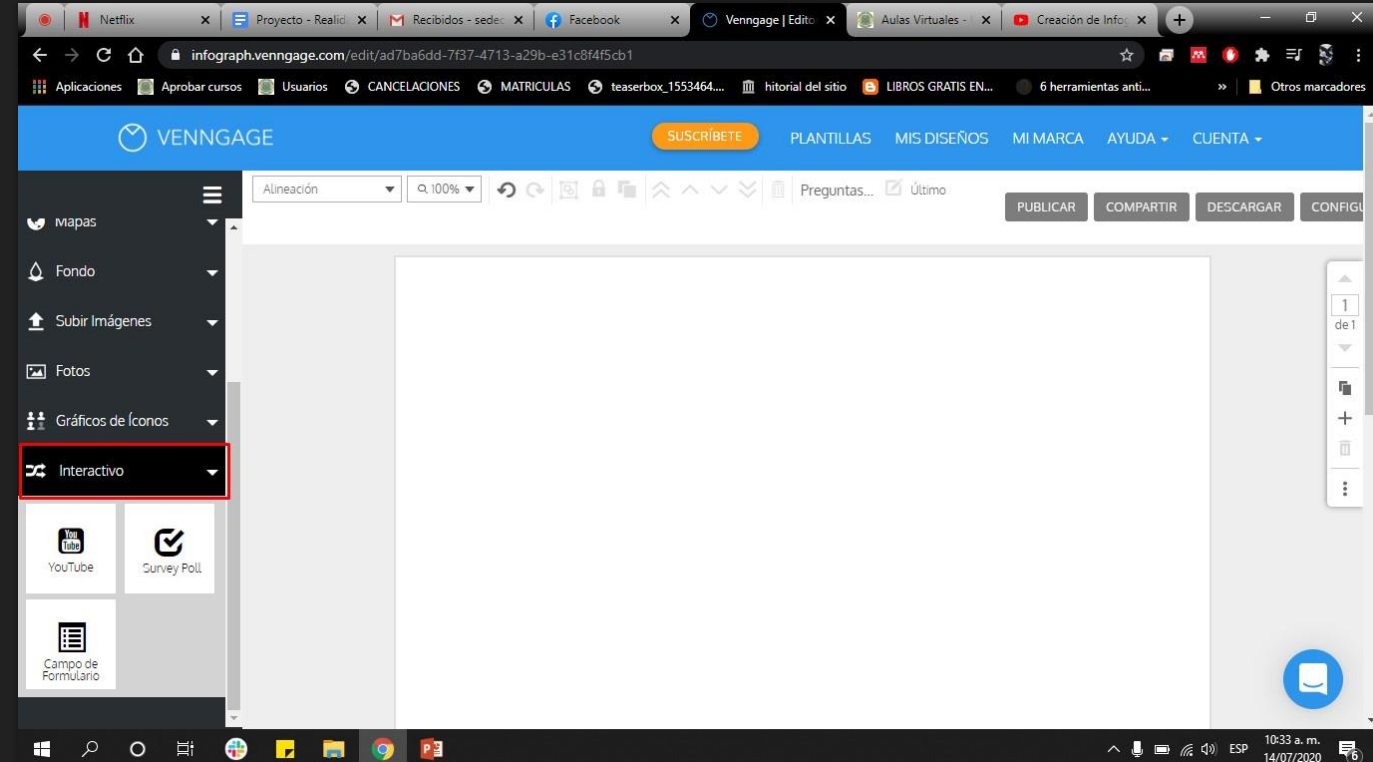 Netflix
Proyecto - Realid
Recibidos - sedec
Facebook
Venngage | Edito
Aulas Virtuales -
Creación de Infog
infograph.venngage.com/edit/ad7ba6dd-7f37-4713-a29b-e31c8f4f5cb1
Aplicaciones Aprobar cursos Usuarios CANCELACIONES MATRICULAS teaserbox_1553464.... hitorial del sitio LIBROS GRATIS EN... 6 herramientas anti... » Otros marcadores
VENNGAGE
SUSCRÍBETE PLANTILLAS MIS DISEÑOS MI MARCA AYUDA CUENTA
Alineación 100% Preguntas... Último
PUBLICAR COMPARTIR DESCARGAR CONFIGU
Mapas
Fondo
Subir Imágenes
Fotos
Gráficos de Íconos
Interactivo
You
Tube
YouTube
Survey Poll
Campo de
Formulario
1
de 1
ESP
10:33 a. m.
14/07/2020
6